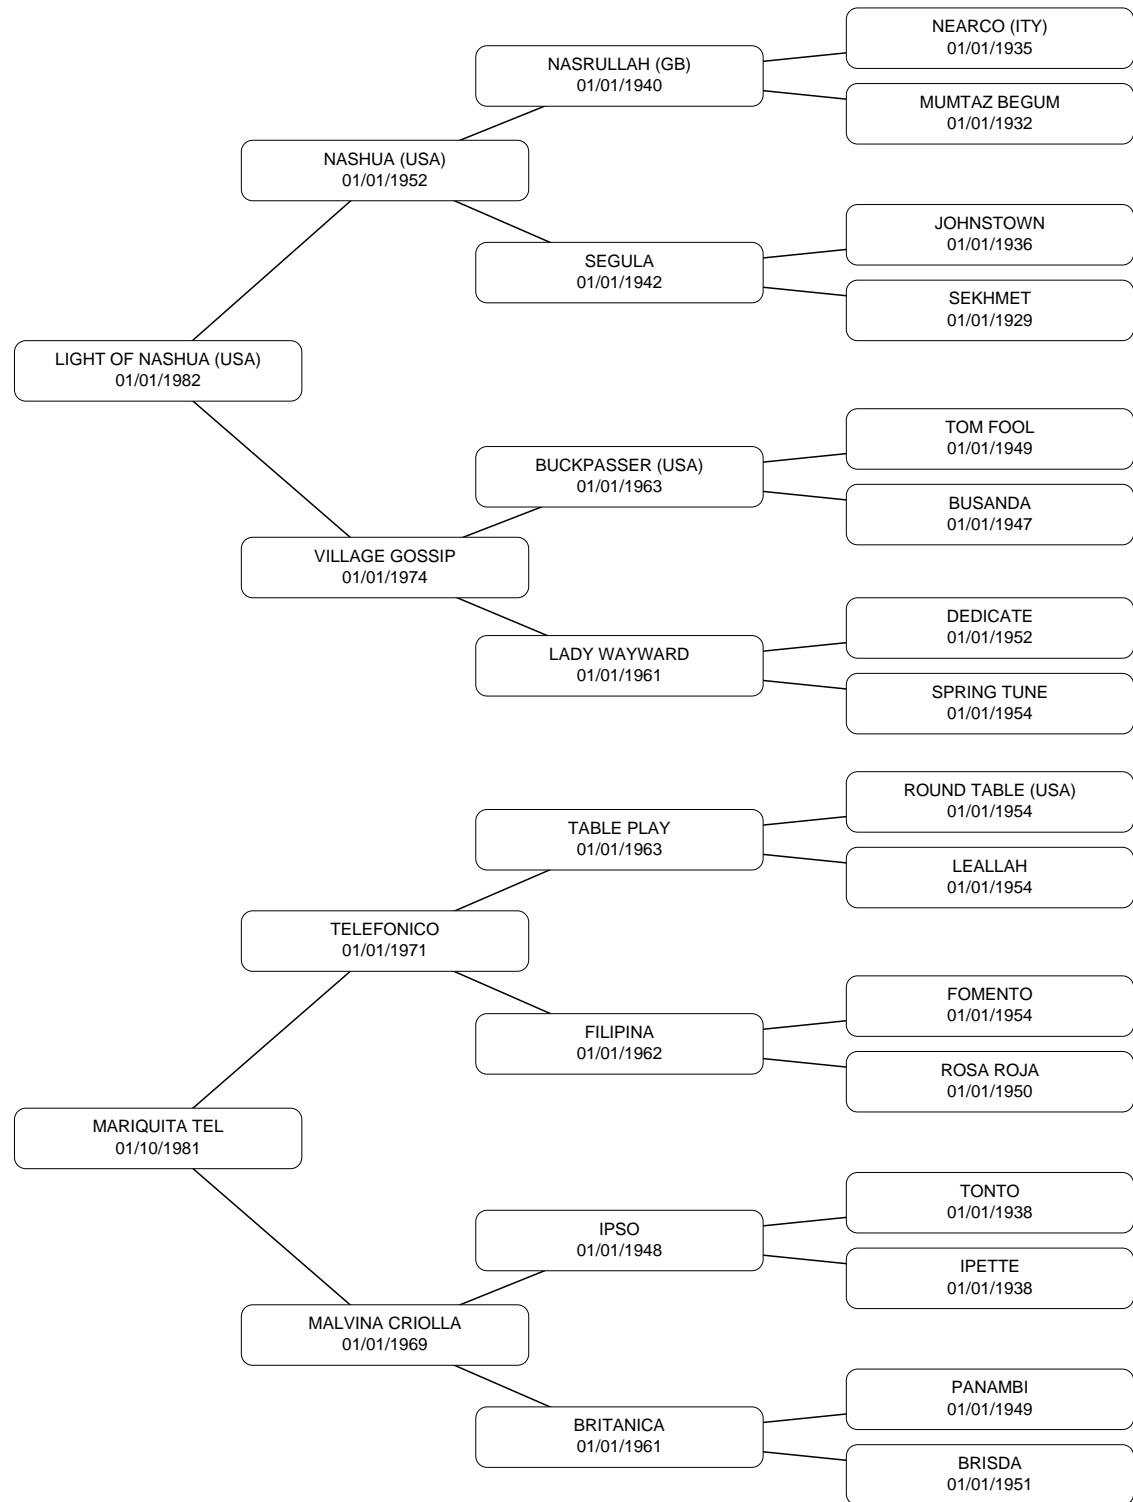 NEARCO (ITY)
01/01/1935
NASRULLAH (GB)
01/01/1940
MUMTAZ BEGUM
01/01/1932
NASHUA (USA)
01/01/1952
JOHNSTOWN
01/01/1936
SEGULA
01/01/1942
SEKHMET
01/01/1929
LIGHT OF NASHUA (USA)
01/01/1982
TOM FOOL
01/01/1949
BUCKPASSER (USA)
01/01/1963
BUSANDA
01/01/1947
VILLAGE GOSSIP
01/01/1974
DEDICATE
01/01/1952
LADY WAYWARD
01/01/1961
SPRING TUNE
01/01/1954
ROUND TABLE (USA)
01/01/1954
TABLE PLAY
01/01/1963
LEALLAH
01/01/1954
TELEFONICO
01/01/1971
FOMENTO
01/01/1954
FILIPINA
01/01/1962
ROSA ROJA
01/01/1950
MARIQUITA TEL
01/10/1981
TONTO
01/01/1938
IPSO
01/01/1948
IPETTE
01/01/1938
MALVINA CRIOLLA
01/01/1969
PANAMBI
01/01/1949
BRITANICA
01/01/1961
BRISDA
01/01/1951